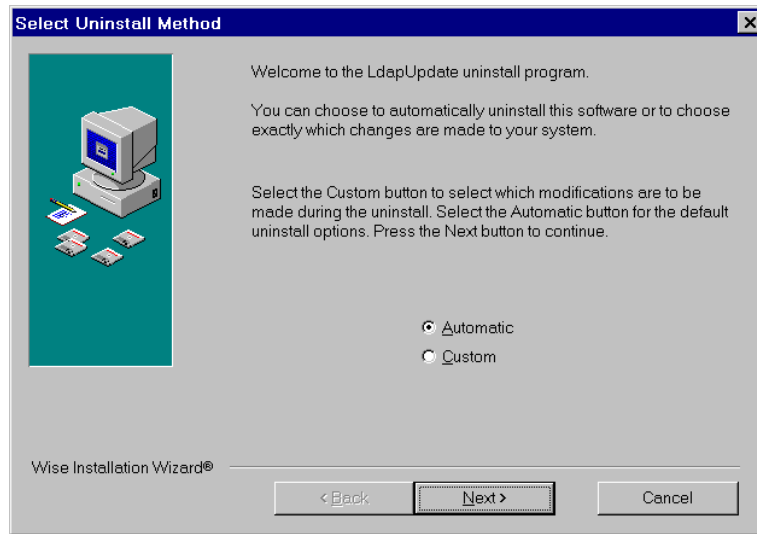 Select Uninstall Method
Welcome to the LdapUpdate uninstall program.
You can choose to automatically uninstall this software or to choose
exactly which changes are made to your system.
Select the Custom button to select which modifications are to be
made during the uninstall. Select the Automatic button for the default
uninstall options. Press the Next button to continue.
Automatic
Custom
Wise Installation Wizard®
< Back
Next >
Cancel